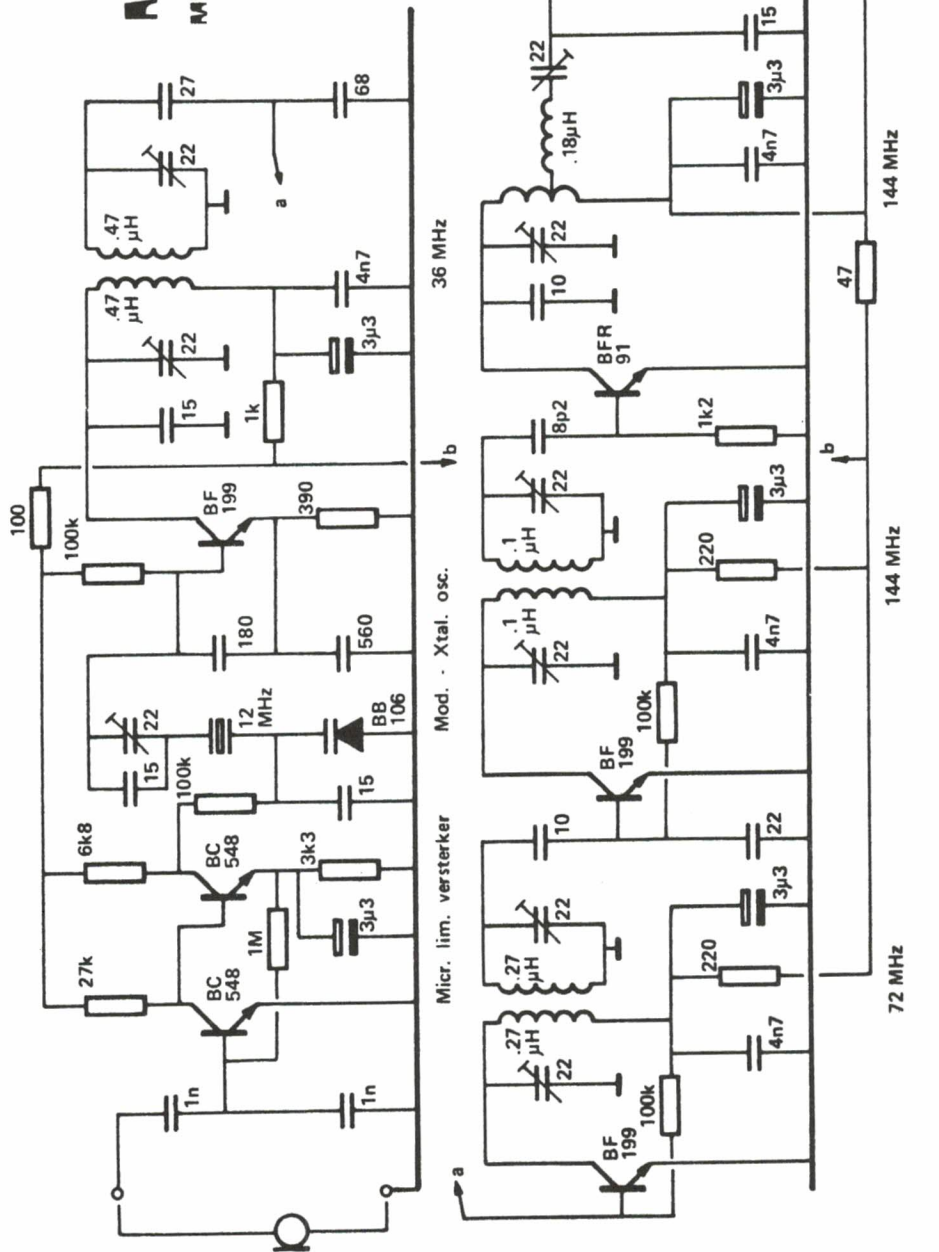 1n
1n
27k
BC
548
1M
3µ3
6k8
BC
548
3k3
15
100k
15
22
12
MHz
BB
106
180
560
100k
100
BF
199
390
b
15
1k
22
3µ3
.47
µH
4n7
.47
µH
22
a
27
68
Micr. lim. versterker
Mod. - Xtal. osc.
36 MHz
a
BF
199
100k
22
.27
µH
4n7
.27
µH
220
22
3µ3
10
22
BF
199
100k
22
.1
µH
4n7
.1
µH
220
22
3µ3
b
8p2
1k2
BFR
91
10
22
47
4n7
.18µH
3µ3
22
15
72 MHz
144 MHz
144 MHz